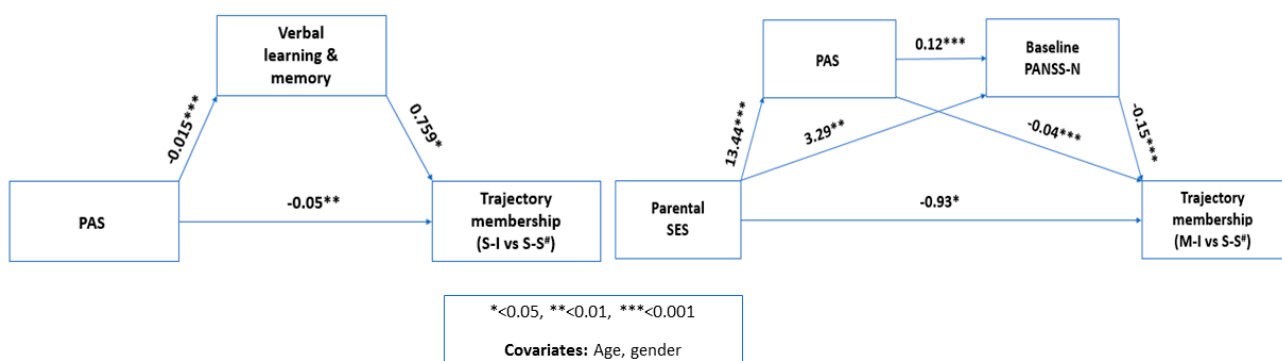 Verbal
learning &
memory
-0.015***
0.759*
PAS
-0.05**
Trajectory
membership
(S-I vs S-S#)
PAS
0.12***
Baseline
PANSS-N
13.44***
3.29**
-0.04***
-0.15***
Parental
SES
-0.93*
Trajectory
membership
(M-I vs S-S#)
*<0.05, **<0.01, ***<0.001
Covariates: Age, gender